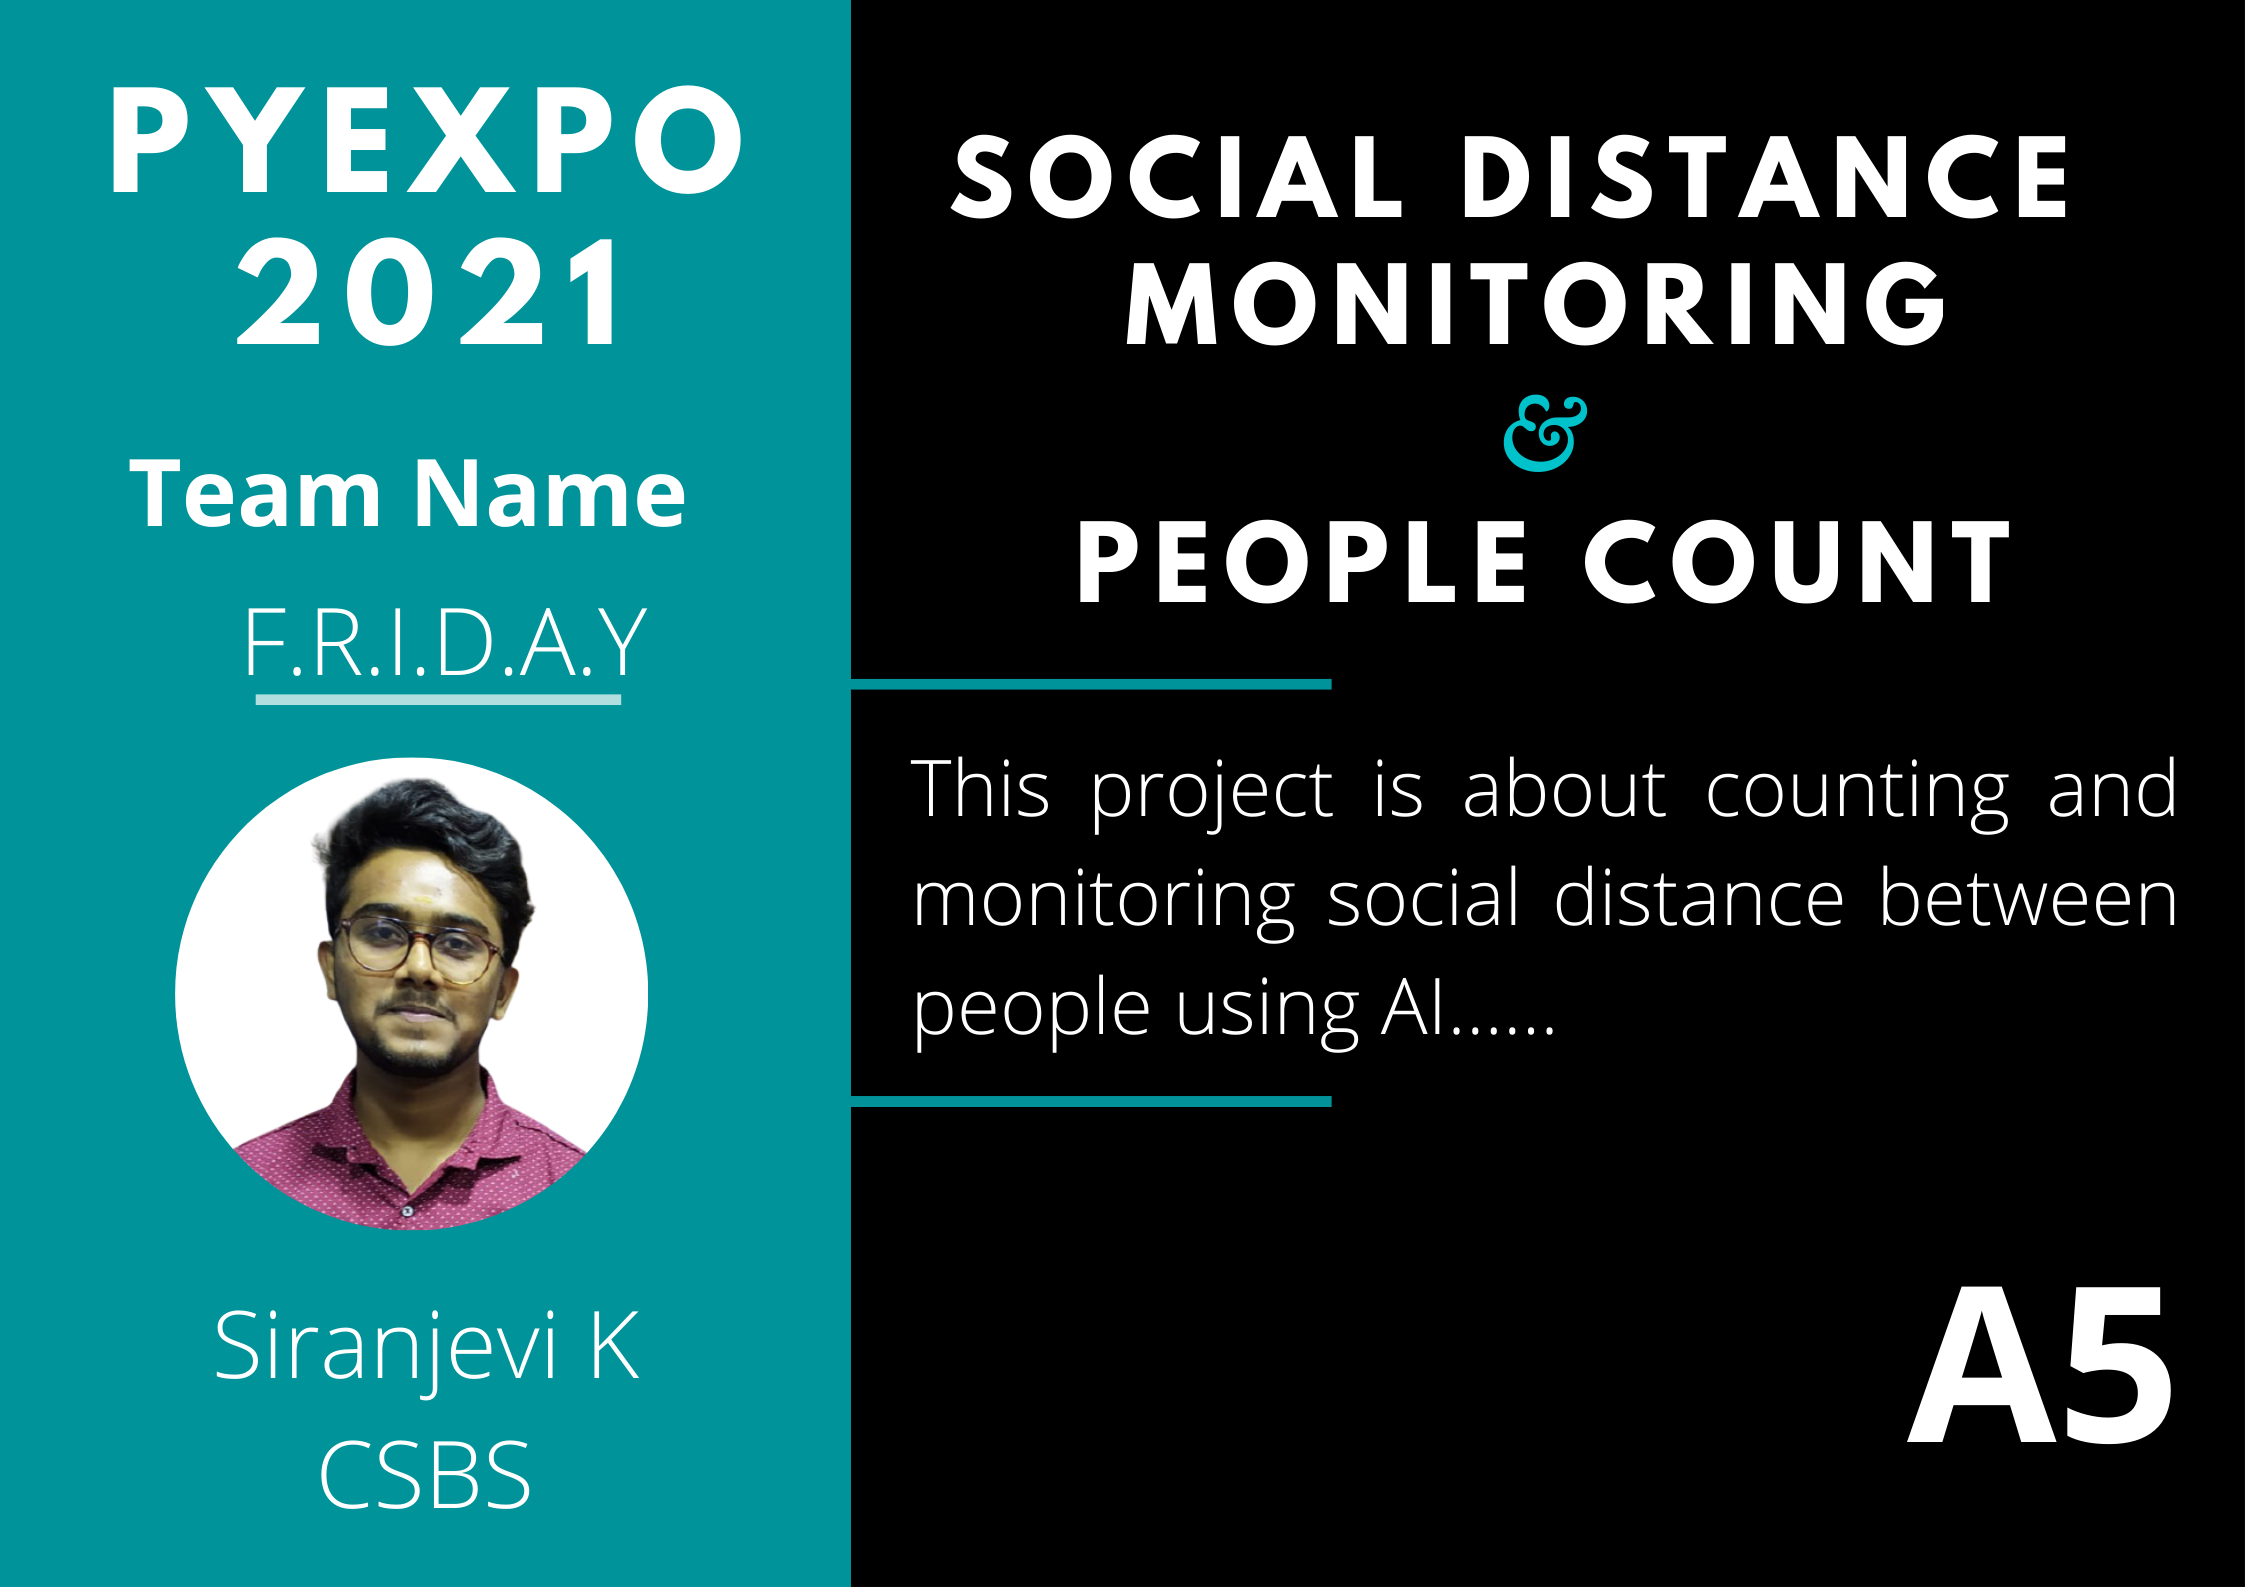 PYEXPO
2021
Team Name
F.R.I.D.A.Y
Siranjevi K
CSBS
SOCIAL DISTANCE
MONITORING
&
PEOPLE COUNT
This project is about counting and
monitoring social distance between
people using AI......
A5